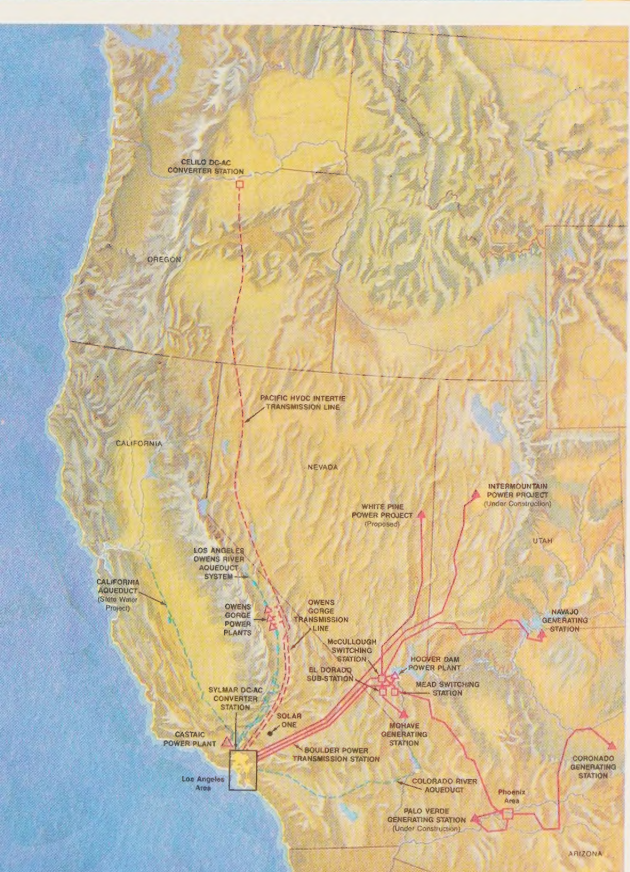 CELILO DC-AC
CONVERTER STATION
OREGON
PACIFIC HVDC INTERTIE
TRANSMISSION LINE
CALIFORNIA
NEVADA
INTERMOUNTAIN
POWER PROJECT
(Under Construction)
WHITE PINE
POWER PROJECT
(Proposed)
UTAH
LOS ANGELES
OWENS RIVER
AQUEDUCT
SYSTEM
CALIFORNIA
AQUEDUCT
(State Water
Project)
OWENS
GORGE
POWER
PLANTS
OWENS
GORGE
TRANSMISSION
LINE
NAVAJO
GENERATING
STATION
McCULLOUGH
SWITCHING
STATION
HOOVER DAM
POWER PLANT
EL DORADO
SUB-STATION
MEAD SWITCHING
STATION
SYLMAR DC-AC
CONVERTER
STATION
SOLAR
ONE
MOHAVE
GENERATING
STATION
CASTAIC
POWER PLANT
BOULDER POWER
TRANSMISSION STATION
CORONADO
GENERATING
STATION
Los Angeles
Area
COLORADO RIVER
AQUEDUCT
Phoenix
Area
PALO VERDE
GENERATING STATION
(Under Construction)
ARIZONA